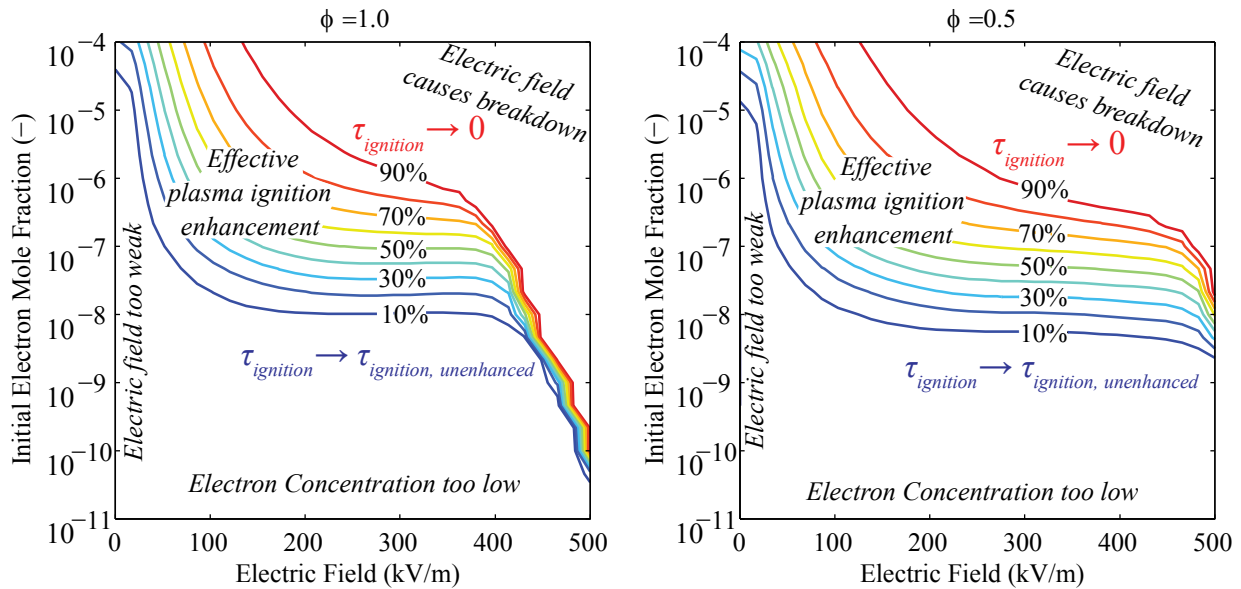 ϕ =1.0
Initial Electron Mole Fraction (−)
10−4
10−5
10−6
10−7
10−8
10−9
10−10
10−11
0
100
200
300
400
500
Electric Field (kV/m)
Electric field
causes breakdown
τignition → 0
Effective
plasma ignition
enhancement
90%
70%
50%
30%
10%
τignition → τignition, unenhanced
Electric field too weak
Electron Concentration too low
ϕ =0.5
Initial Electron Mole Fraction (−)
10−4
10−5
10−6
10−7
10−8
10−9
10−10
10−11
0
100
200
300
400
500
Electric Field (kV/m)
Electric field
causes breakdown
τignition → 0
Effective
plasma ignition
enhancement
90%
70%
50%
30%
10%
τignition → τignition, unenhanced
Electric field too weak
Electron Concentration too low